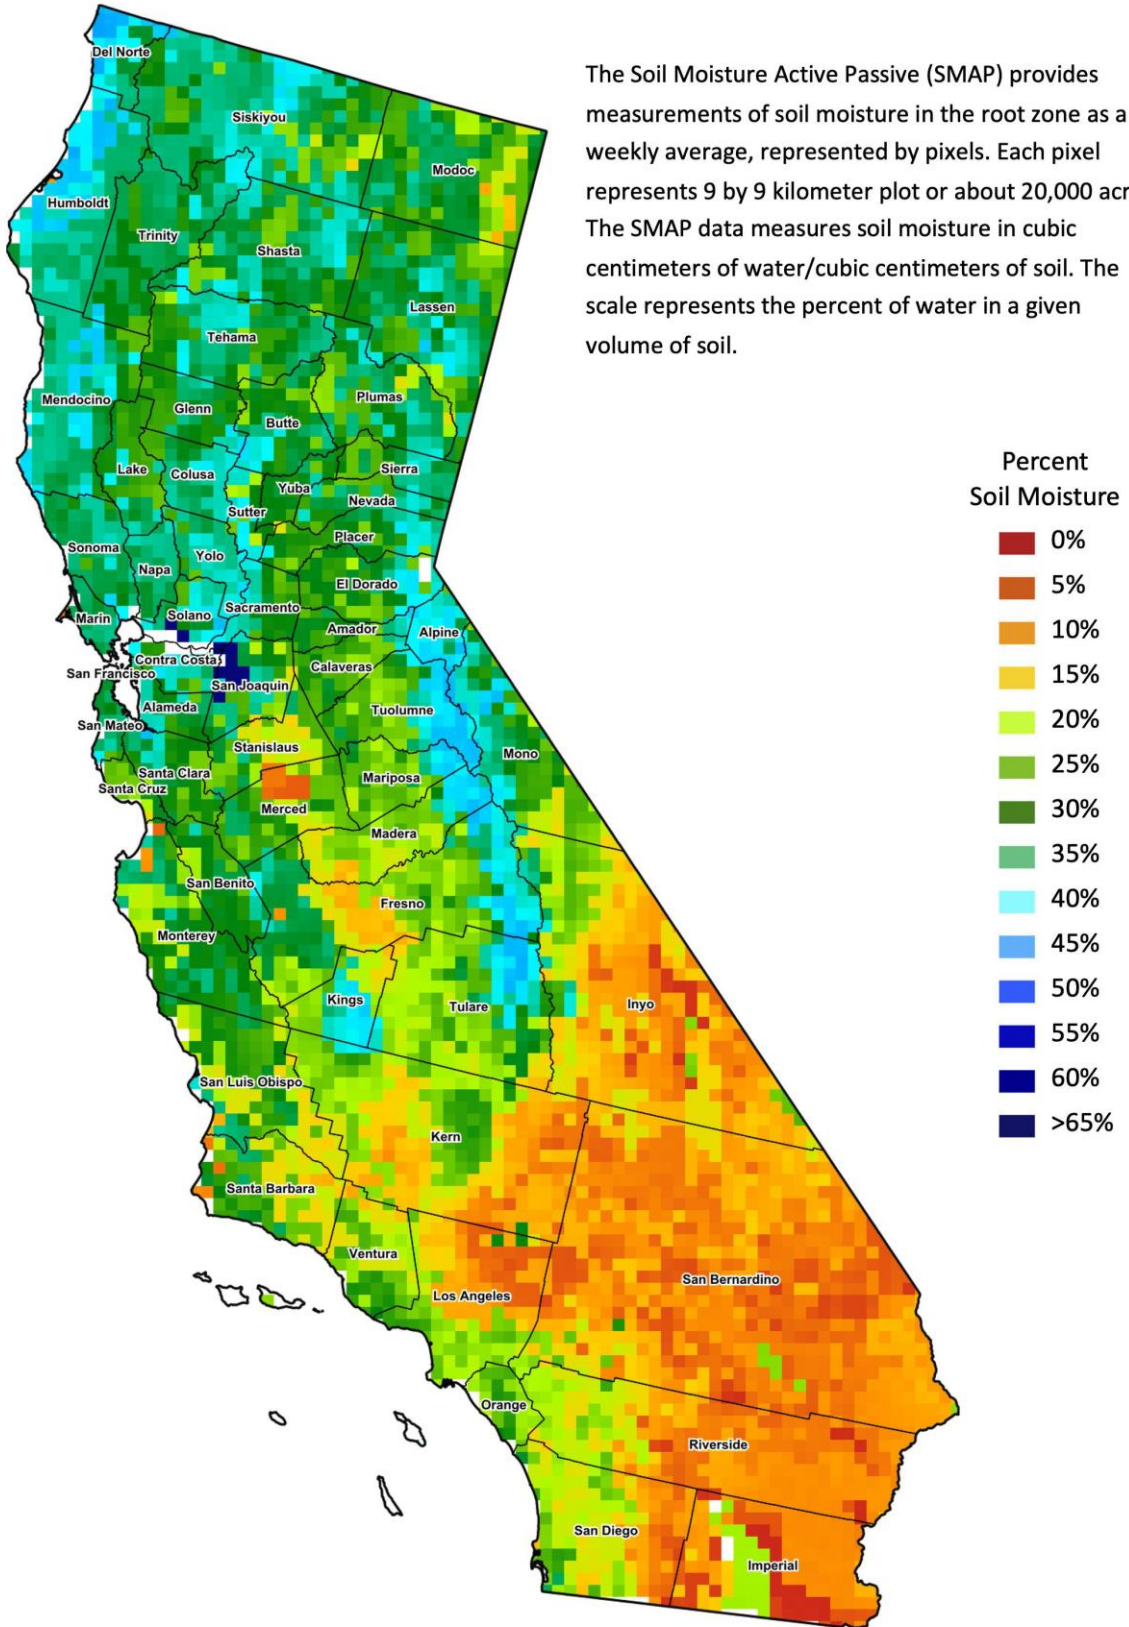 The Soil Moisture Active Passive (SMAP) provides
measurements of soil moisture in the root zone as a
weekly average, represented by pixels. Each pixel
represents 9 by 9 kilometer plot or about 20,000 acr
The SMAP data measures soil moisture in cubic
centimeters of water/cubic centimeters of soil. The
scale represents the percent of water in a given
volume of soil.
Del Norte
Siskiyou
Modoc
Humboldt
Trinity
Shasta
Lassen
Tehama
Plumas
Mendocino
Glenn
Butte
Lake
Colusa
Sierra
Yuba
Nevada
Sutter
Placer
Sonoma
Napa
Yolo
El Dorado
Marin
Solano
Sacramento
Amador
Alpine
Contra Costa
Calaveras
San Francisco
San Joaquin
Alameda
Tuolumne
San Mateo
Stanislaus
Mono
Santa Clara
Mariposa
Santa Cruz
Merced
Madera
San Benito
Fresno
Monterey
Kings
Tulare
Inyo
San Luis Obispo
Kern
Santa Barbara
Ventura
San Bernardino
Los Angeles
Orange
Riverside
San Diego
Imperial
Percent
Soil Moisture
0%
5%
10%
15%
20%
25%
30%
35%
40%
45%
50%
55%
60%
>65%